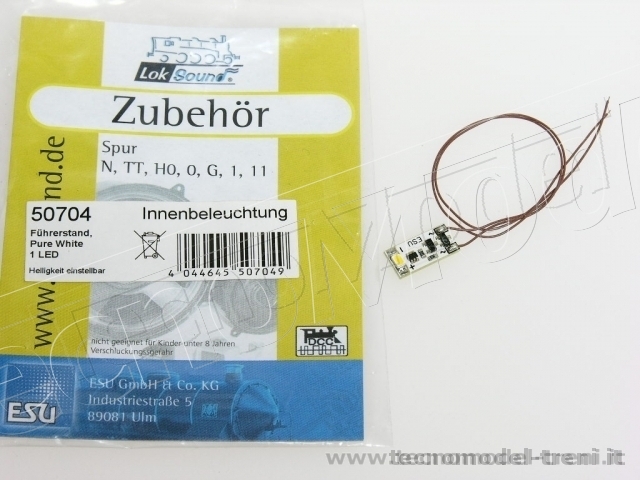 LokSound®
Zubehör
Spur
N, TT, H0, 0, G, 1, 11
50704 Innenbeleuchtung
Führerstand,
Pure White
1 LED
Helligkeit einstellbar
4 044645 507049
nicht geeignet für Kinder unter 8 Jahren
Verschluckungsgefahr
DCC
ESU GmbH & Co. KG
Industriestraße 5
89081 Ulm
ESU
ESU
www.tecnomodel-treni.it